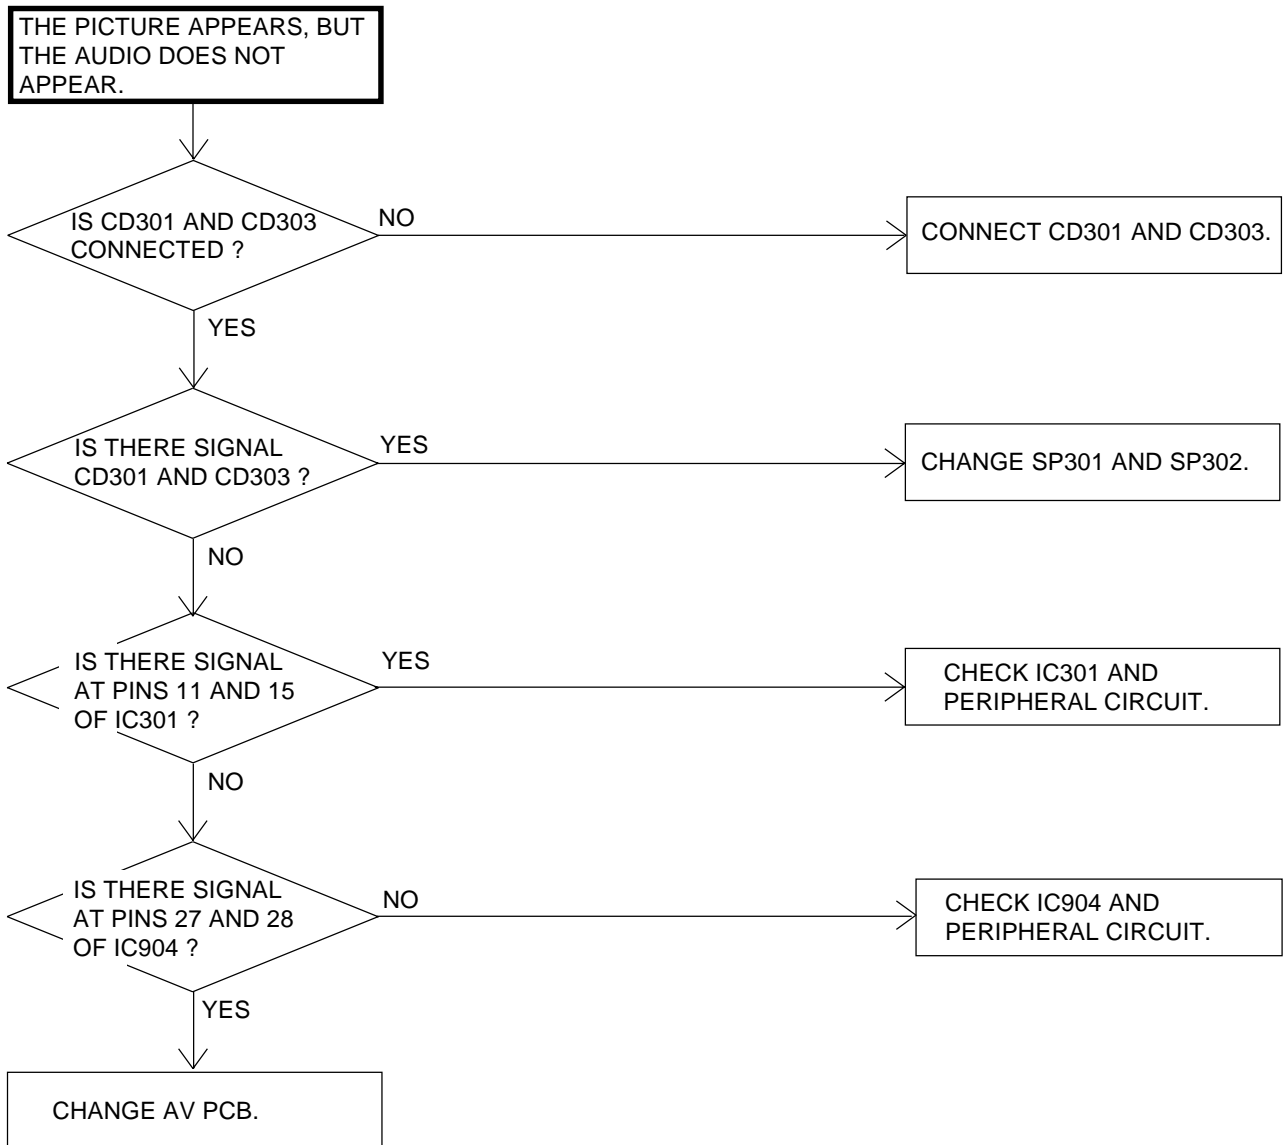 THE PICTURE APPEARS, BUT
THE AUDIO DOES NOT
APPEAR.
IS CD301 AND CD303
CONNECTED ?
NO
CONNECT CD301 AND CD303.
YES
IS THERE SIGNAL
CD301 AND CD303 ?
YES
CHANGE SP301 AND SP302.
NO
IS THERE SIGNAL
AT PINS 11 AND 15
OF IC301 ?
YES
CHECK IC301 AND
PERIPHERAL CIRCUIT.
NO
IS THERE SIGNAL
AT PINS 27 AND 28
OF IC904 ?
NO
CHECK IC904 AND
PERIPHERAL CIRCUIT.
YES
CHANGE AV PCB.